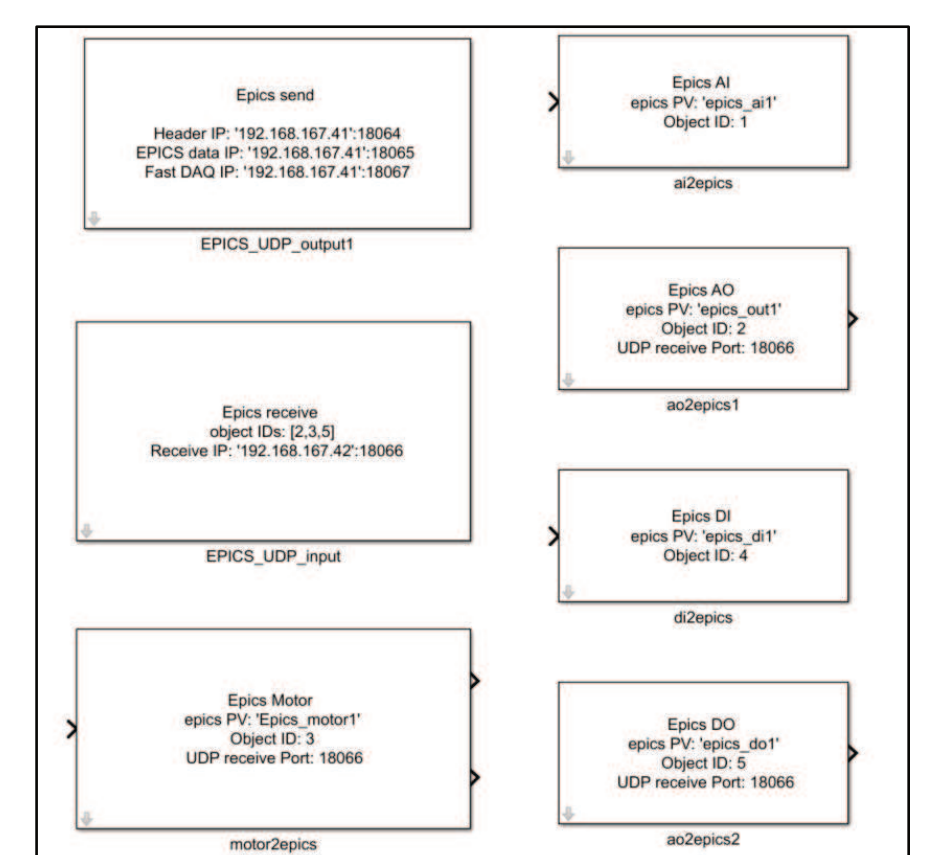 Epics send
Header IP: '192.168.167.41':18064
EPICS data IP: '192.168.167.41':18065
Fast DAQ IP: '192.168.167.41':18067
EPICS_UDP_output1
Epics receive
object IDs: [2,3,5]
Receive IP: '192.168.167.42':18066
EPICS_UDP_input
Epics Motor
epics PV: 'Epics_motor1'
Object ID: 3
UDP receive Port: 18066
motor2epics
Epics AI
epics PV: 'epics_ai1'
Object ID: 1
ai2epics
Epics AO
epics PV: 'epics_out1'
Object ID: 2
UDP receive Port: 18066
ao2epics1
Epics DI
epics PV: 'epics_di1'
Object ID: 4
di2epics
Epics DO
epics PV: 'epics_do1'
Object ID: 5
UDP receive Port: 18066
ao2epics2